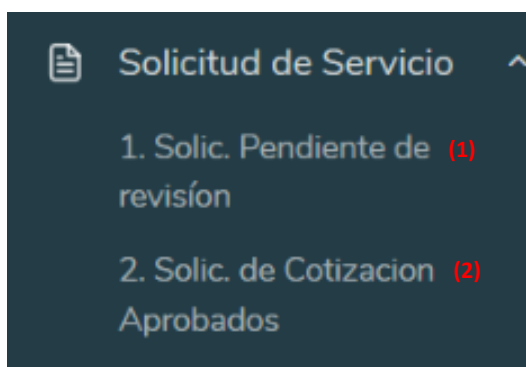 Solicitud de Servicio
1. Solic. Pendiente de (1)
revisíon
2. Solic. de Cotizacion (2)
Aprobados